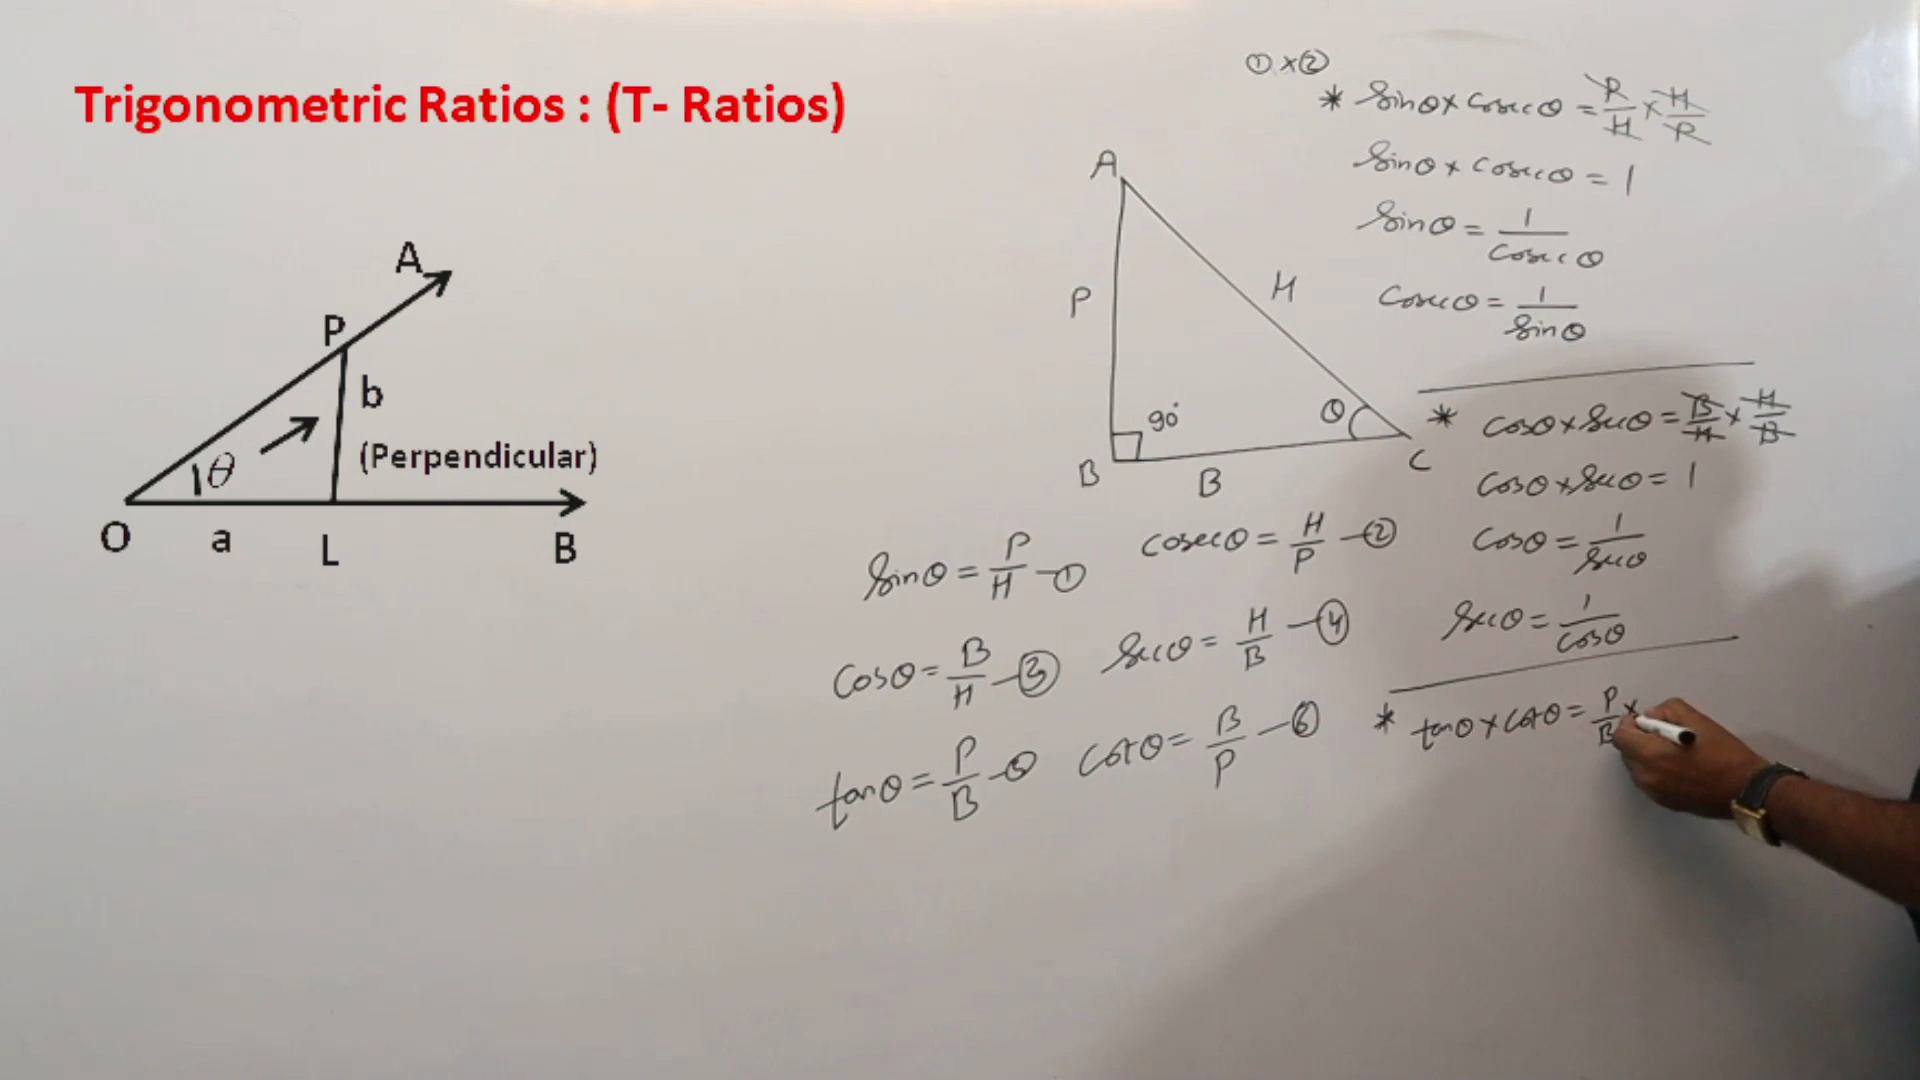 Trigonometric Ratios : (T- Ratios)
A
P
b
(Perpendicular)
θ
O a L B
A
P H
90° θ
B B C
sinθ = P/H —① cosecθ = H/P —②
cosθ = B/H —③ secθ = H/B —④
tanθ = P/B —⑤ cotθ = B/P —⑥
① × ②
* sinθ × cosecθ = P/H × H/P
sinθ × cosecθ = 1
sinθ = 1/cosecθ
cosecθ = 1/sinθ
* cosθ × secθ = B/H × H/B
cosθ × secθ = 1
cosθ = 1/secθ
secθ = 1/cosθ
* tanθ × cotθ = P/B ×